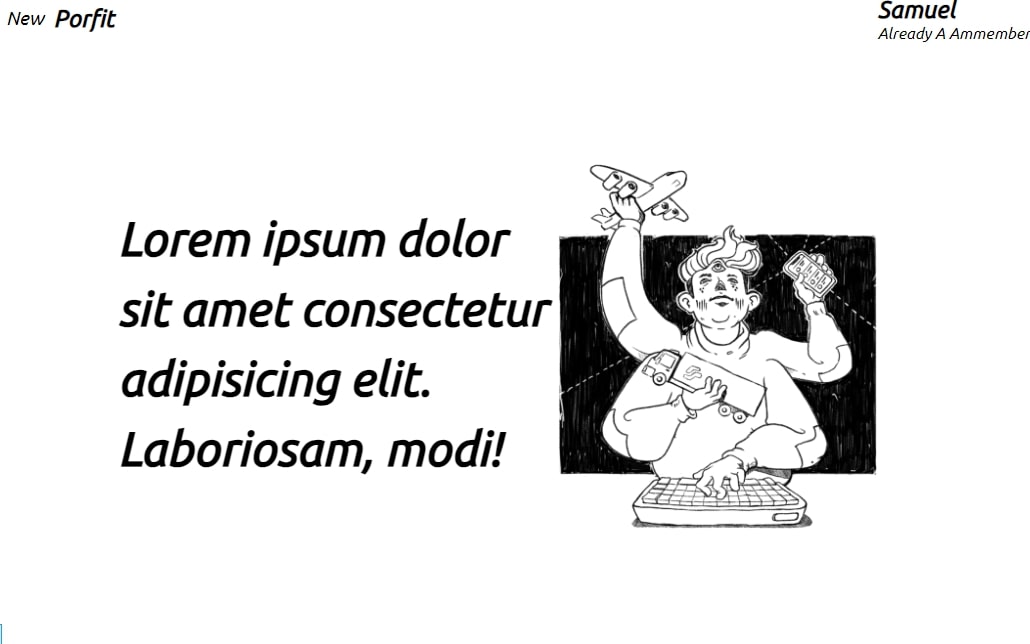 New Porfit
Samuel
Already A Ammember
Lorem ipsum dolor
sit amet consectetur
adipisicing elit.
Laboriosam, modi!